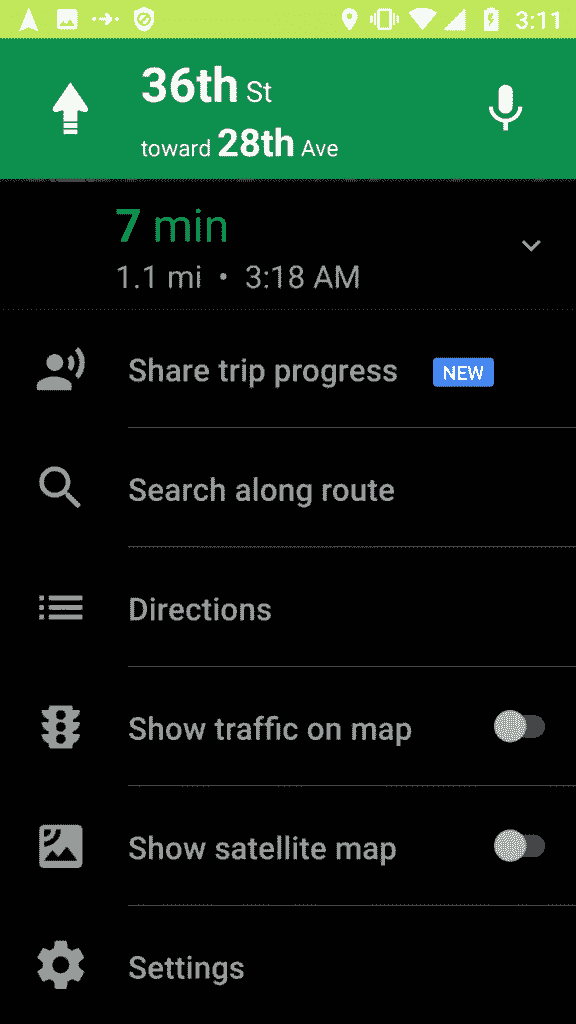 3:11
36th St
toward 28th Ave
7 min
1.1 mi • 3:18 AM
Share trip progress NEW
Search along route
Directions
Show traffic on map
Show satellite map
Settings